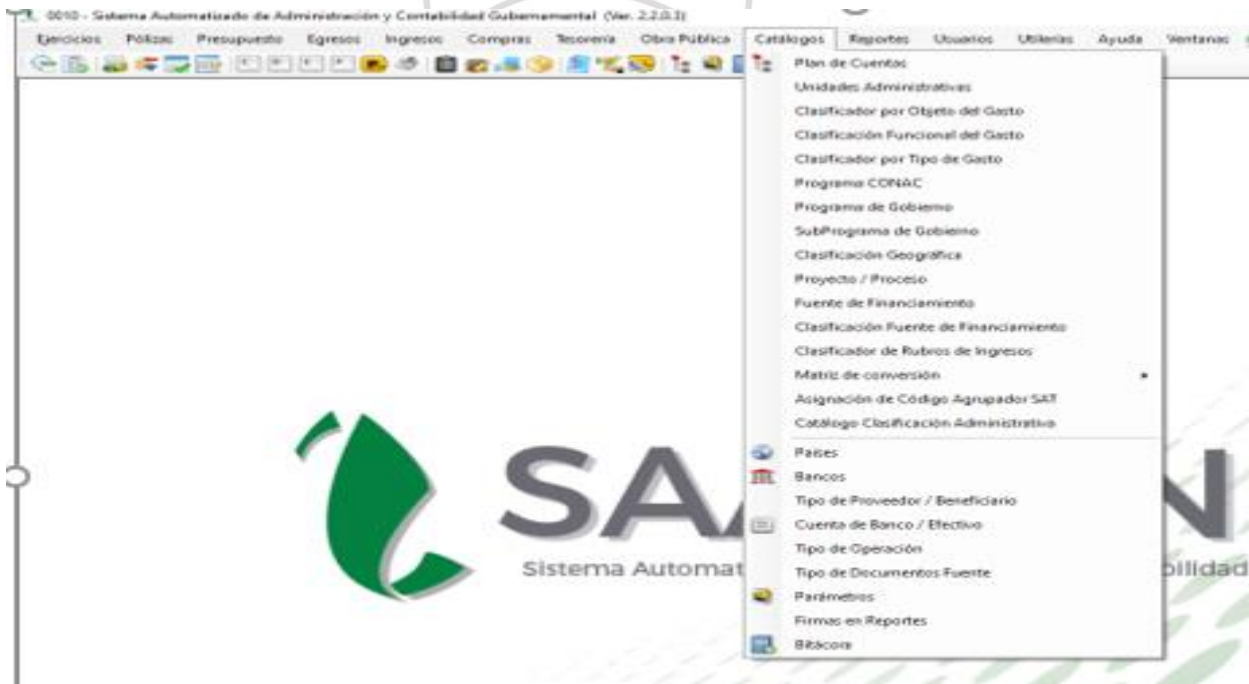 0010 - Sistema Automatizado de Administración y Contabilidad Gubernamental (Ver. 2.2.0.3)
Ejercicios Pólizas Presupuesto Egresos Ingresos Compras Tesorería Obra Pública Catálogos Reportes Usuarios Utilerías Ayuda Ventanas
Plan de Cuentas
Unidades Administrativas
Clasificador por Objeto del Gasto
Clasificación Funcional del Gasto
Clasificador por Tipo de Gasto
Programa CONAC
Programa de Gobierno
SubPrograma de Gobierno
Clasificación Geográfica
Proyecto / Proceso
Fuente de Financiamiento
Clasificación Fuente de Financiamiento
Clasificador de Rubros de Ingresos
Matriz de conversión
Asignación de Código Agrupador SAT
Catálogo Clasificación Administrativa
Paises
Bancos
Tipo de Proveedor / Beneficiario
Cuenta de Banco / Efectivo
Tipo de Operación
Tipo de Documentos Fuente
Parámetros
Firmas en Reportes
Bitácora
SA N
Sistema Automat bilidad